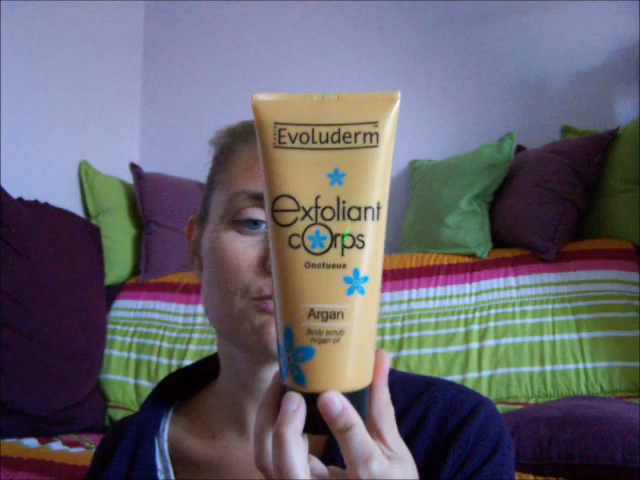 Evoluderm
Exfoliant
corps
Onctueux
Argan
Body scrub
Argan oil